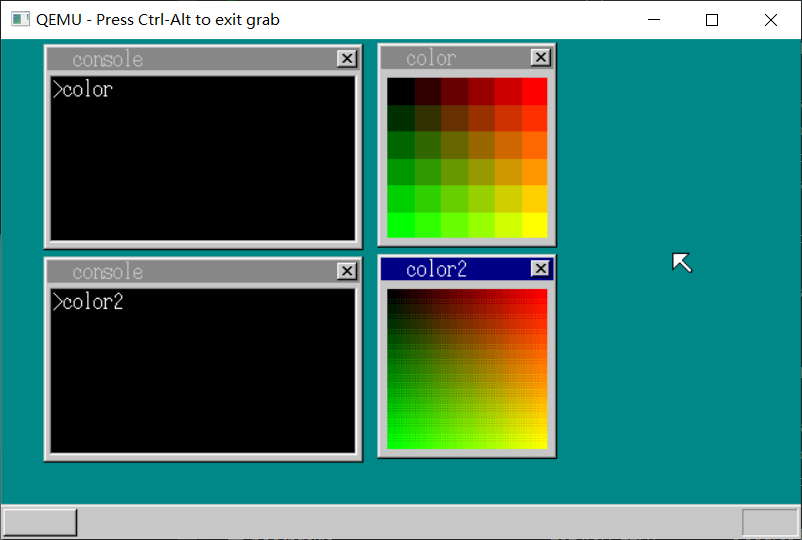 QEMU - Press Ctrl-Alt to exit grab
console
>color
color
console
>color2
color2